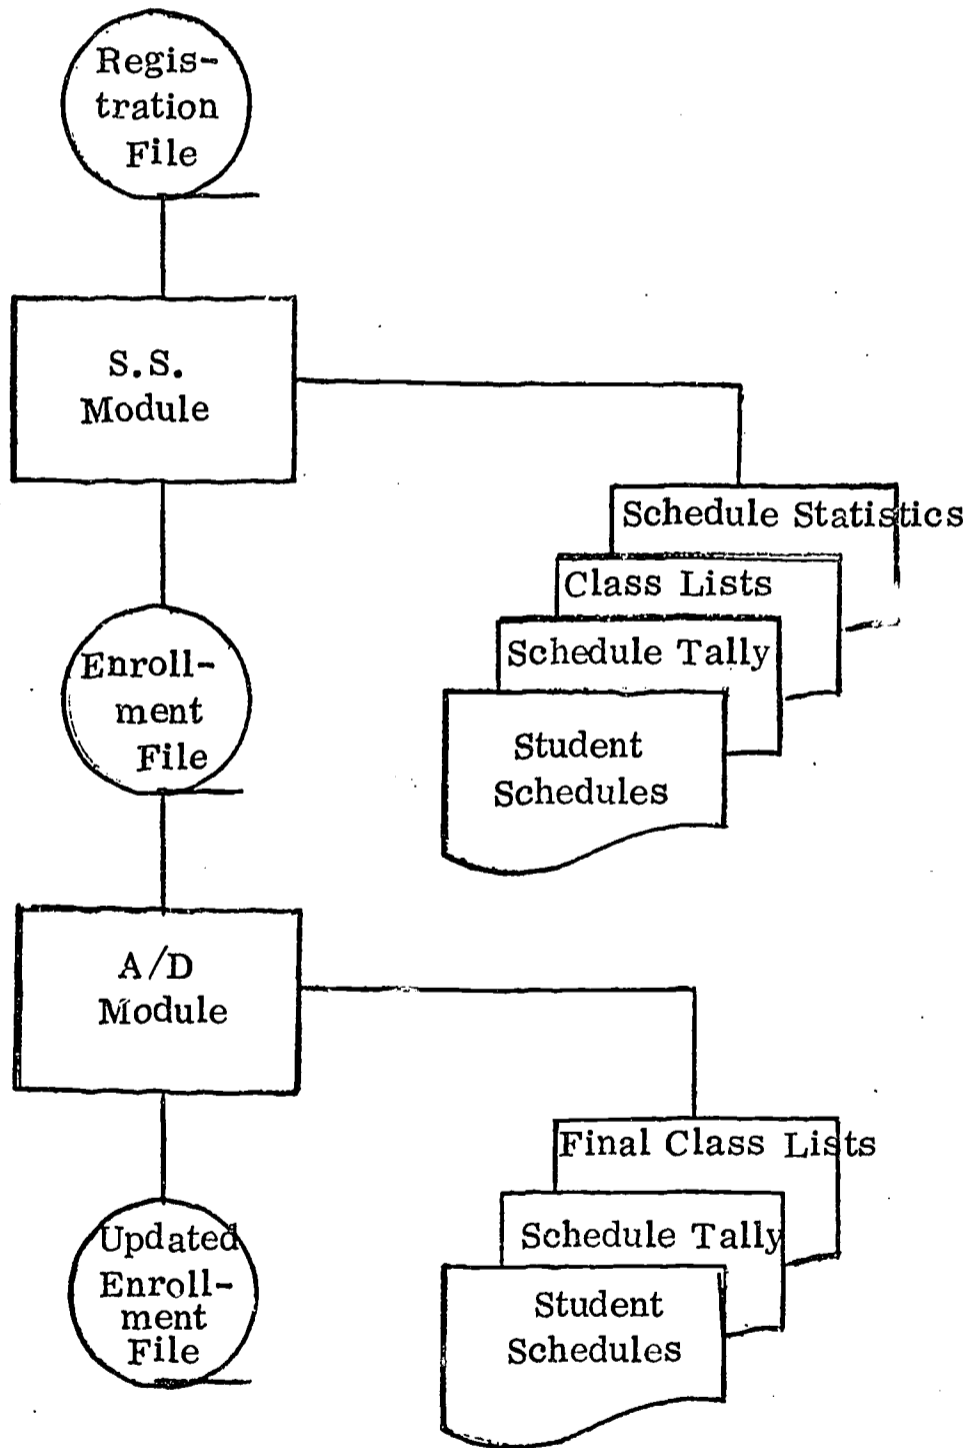 Regis-
tration
File
S.S.
Module
Schedule Statistics
Class Lists
Schedule Tally
Student
Schedules
Enroll-
ment
File
A/D
Module
Final Class Lists
Schedule Tally
Student
Schedules
Updated
Enroll-
ment
File